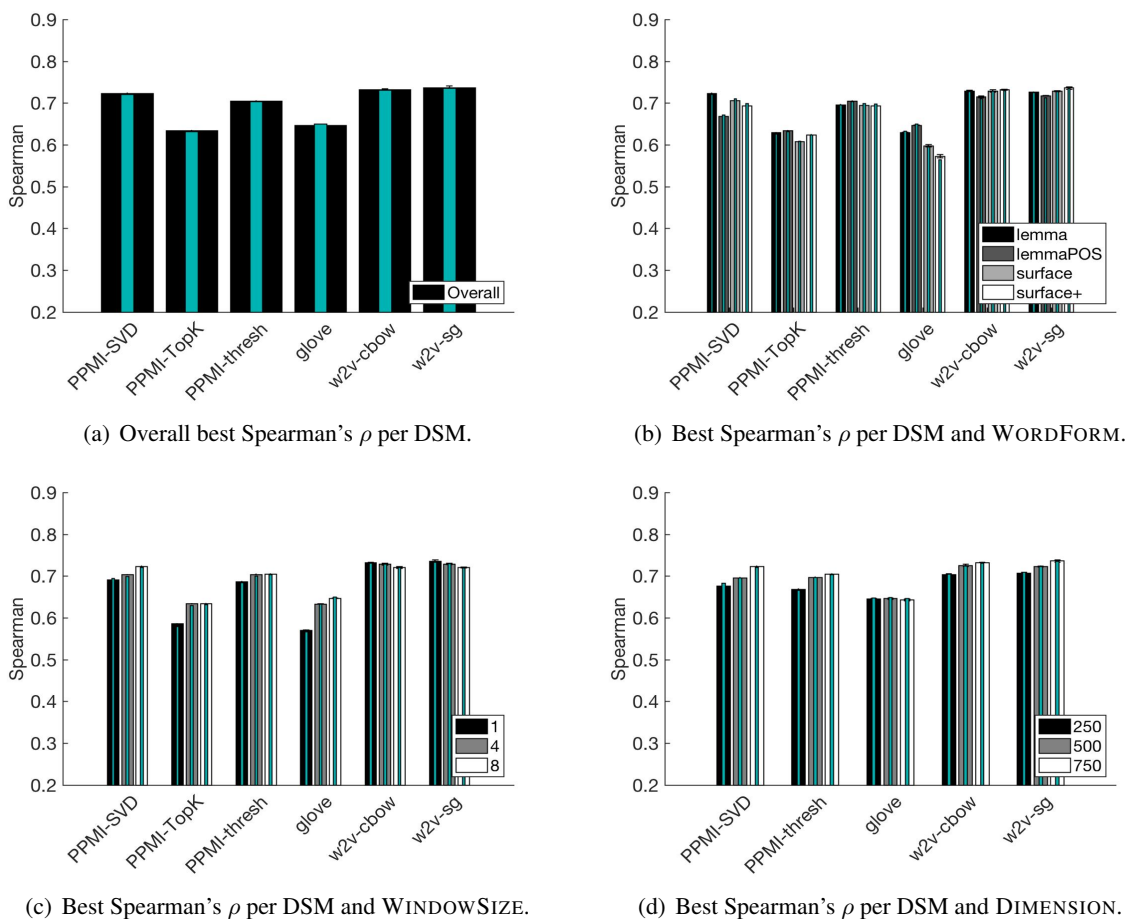 0.9
0.8
0.7
0.6
0.5
0.4
0.3
0.2
Spearman
Overall
PPMI-SVD
PPMI-TopK
PPMI-thresh
glove
w2v-cbow
w2v-sg
(a) Overall best Spearman's ρ per DSM.
0.9
0.8
0.7
0.6
0.5
0.4
0.3
0.2
Spearman
lemma
lemmaPOS
surface
surface+
PPMI-SVD
PPMI-TopK
PPMI-thresh
glove
w2v-cbow
w2v-sg
(b) Best Spearman's ρ per DSM and WORDFORM.
0.9
0.8
0.7
0.6
0.5
0.4
0.3
0.2
Spearman
1
4
8
PPMI-SVD
PPMI-TopK
PPMI-thresh
glove
w2v-cbow
w2v-sg
(c) Best Spearman's ρ per DSM and WINDOWSIZE.
0.9
0.8
0.7
0.6
0.5
0.4
0.3
0.2
Spearman
250
500
750
PPMI-SVD
PPMI-thresh
glove
w2v-cbow
w2v-sg
(d) Best Spearman's ρ per DSM and DIMENSION.